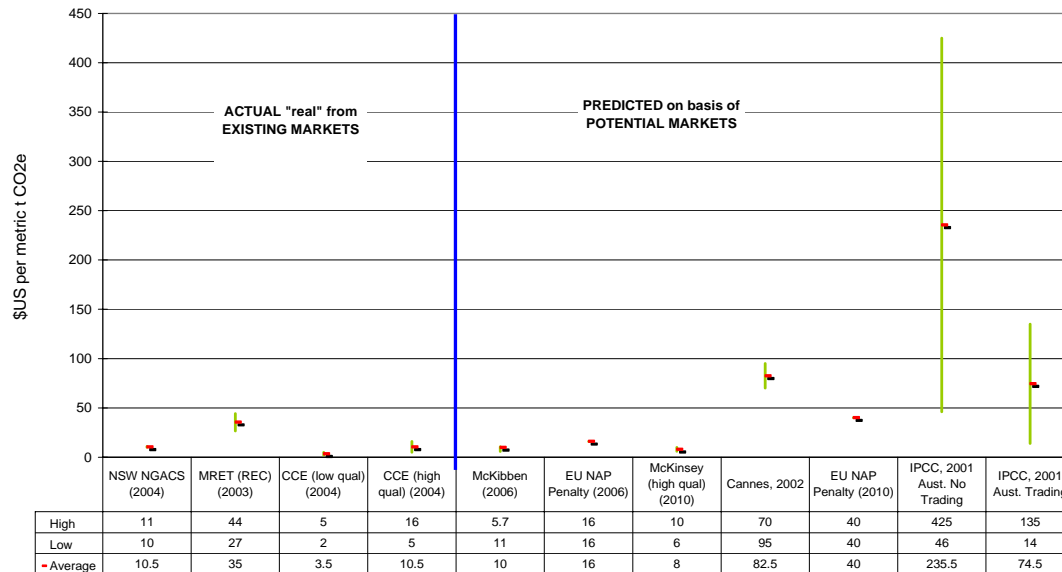 450
400
350
300
250
200
150
100
50
0
$US per metric t CO2e
ACTUAL "real" from
EXISTING MARKETS
PREDICTED on basis of
POTENTIAL MARKETS
NSW NGACS
(2004)
MRET (REC)
(2003)
CCE (low qual)
(2004)
CCE (high
qual) (2004)
McKibben
(2006)
EU NAP
Penalty (2006)
McKinsey
(high qual)
(2010)
Cannes, 2002
EU NAP
Penalty (2010)
IPCC, 2001
Aust. No
Trading
IPCC, 2001
Aust. Trading
High 11 44 5 16 5.7 16 10 70 40 425 135
Low 10 27 2 5 11 16 6 95 40 46 14
Average 10.5 35 3.5 10.5 10 16 8 82.5 40 235.5 74.5